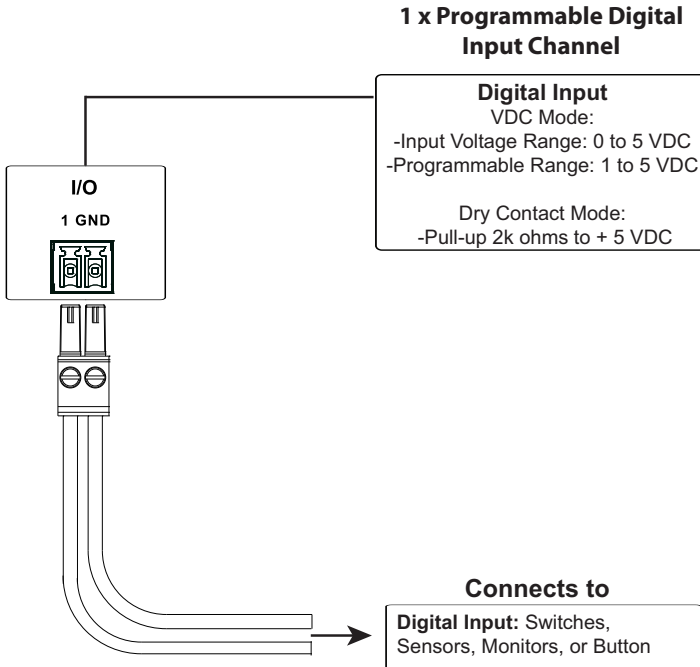 1 x Programmable Digital
Input Channel
Digital Input
VDC Mode:
-Input Voltage Range: 0 to 5 VDC
-Programmable Range: 1 to 5 VDC
Dry Contact Mode:
-Pull-up 2k ohms to + 5 VDC
I/O
1 GND
Connects to
Digital Input: Switches,
Sensors, Monitors, or Button